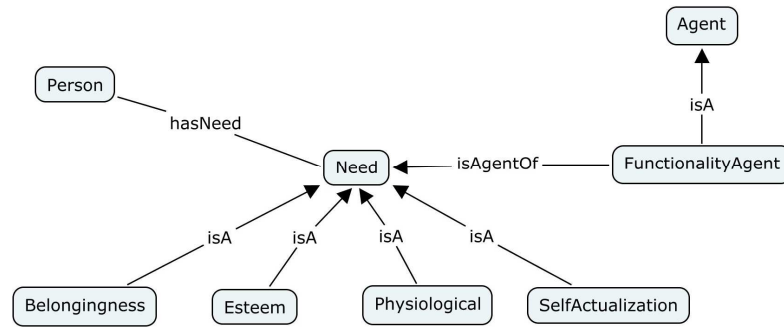 Agent
Person
isA
hasNeed
Need
isAgentOf
FunctionalityAgent
isA
isA
isA
isA
Belongingness
Esteem
Physiological
SelfActualization